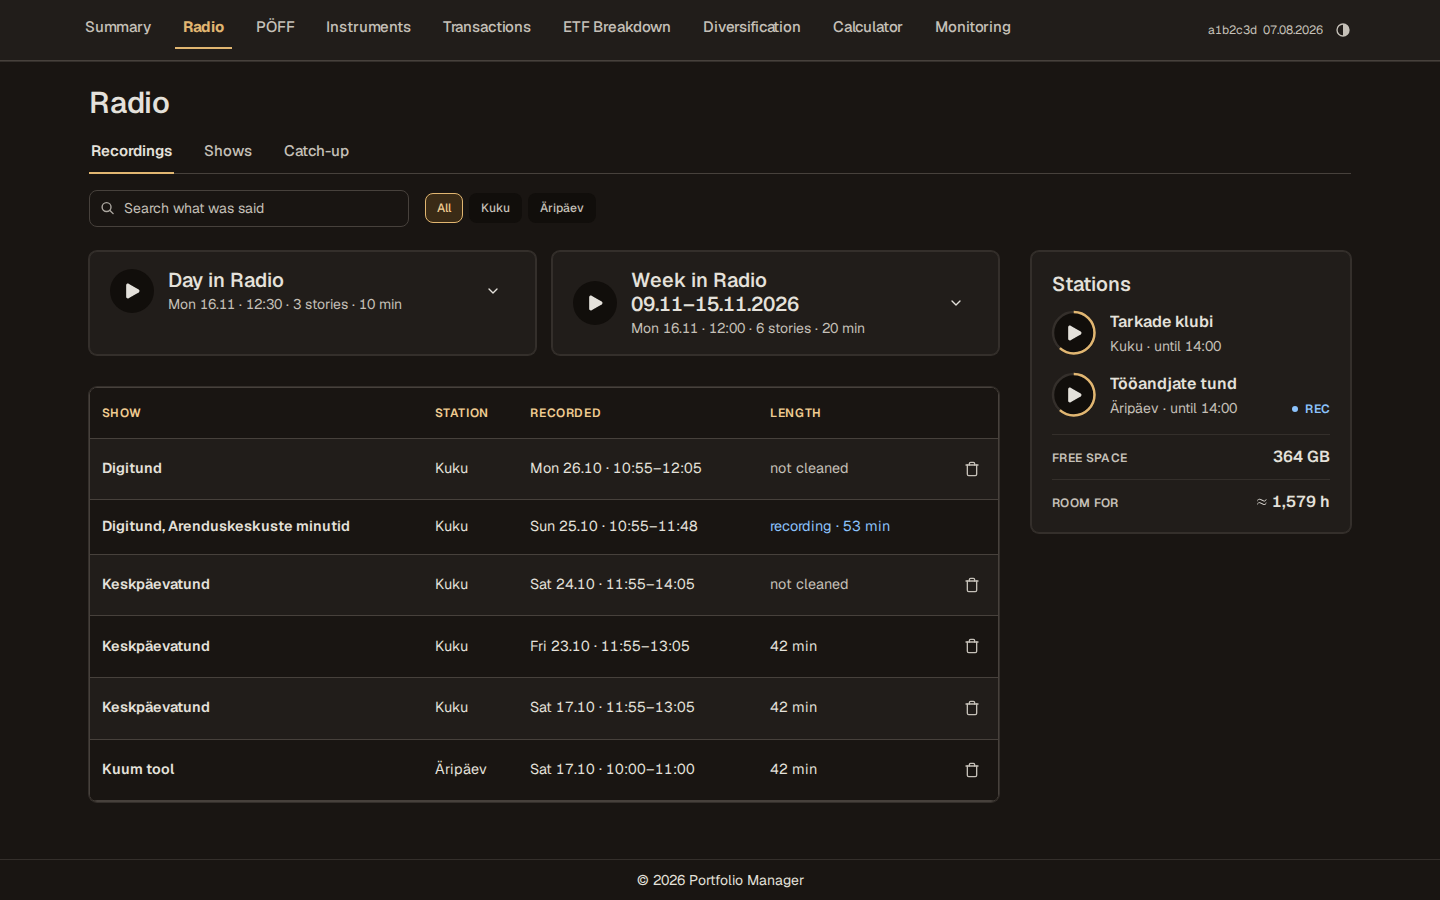 Summary Radio PÖFF Instruments Transactions ETF Breakdown Diversification Calculator Monitoring a1b2c3d 07.08.2026
Radio
Recordings Shows Catch-up
Search what was said All Kuku Äripäev
Day in Radio
Mon 16.11 · 12:30 · 3 stories · 10 min
Week in Radio
09.11–15.11.2026
Mon 16.11 · 12:00 · 6 stories · 20 min
SHOW STATION RECORDED LENGTH
Digitund Kuku Mon 26.10 · 10:55–12:05 not cleaned
Digitund, Arenduskeskuste minutid Kuku Sun 25.10 · 10:55–11:48 recording · 53 min
Keskpäevatund Kuku Sat 24.10 · 11:55–14:05 not cleaned
Keskpäevatund Kuku Fri 23.10 · 11:55–13:05 42 min
Keskpäevatund Kuku Sat 17.10 · 11:55–13:05 42 min
Kuum tool Äripäev Sat 17.10 · 10:00–11:00 42 min
Stations
Tarkade klubi
Kuku · until 14:00
Tööandjate tund
Äripäev · until 14:00 REC
FREE SPACE 364 GB
ROOM FOR ≈ 1,579 h
© 2026 Portfolio Manager